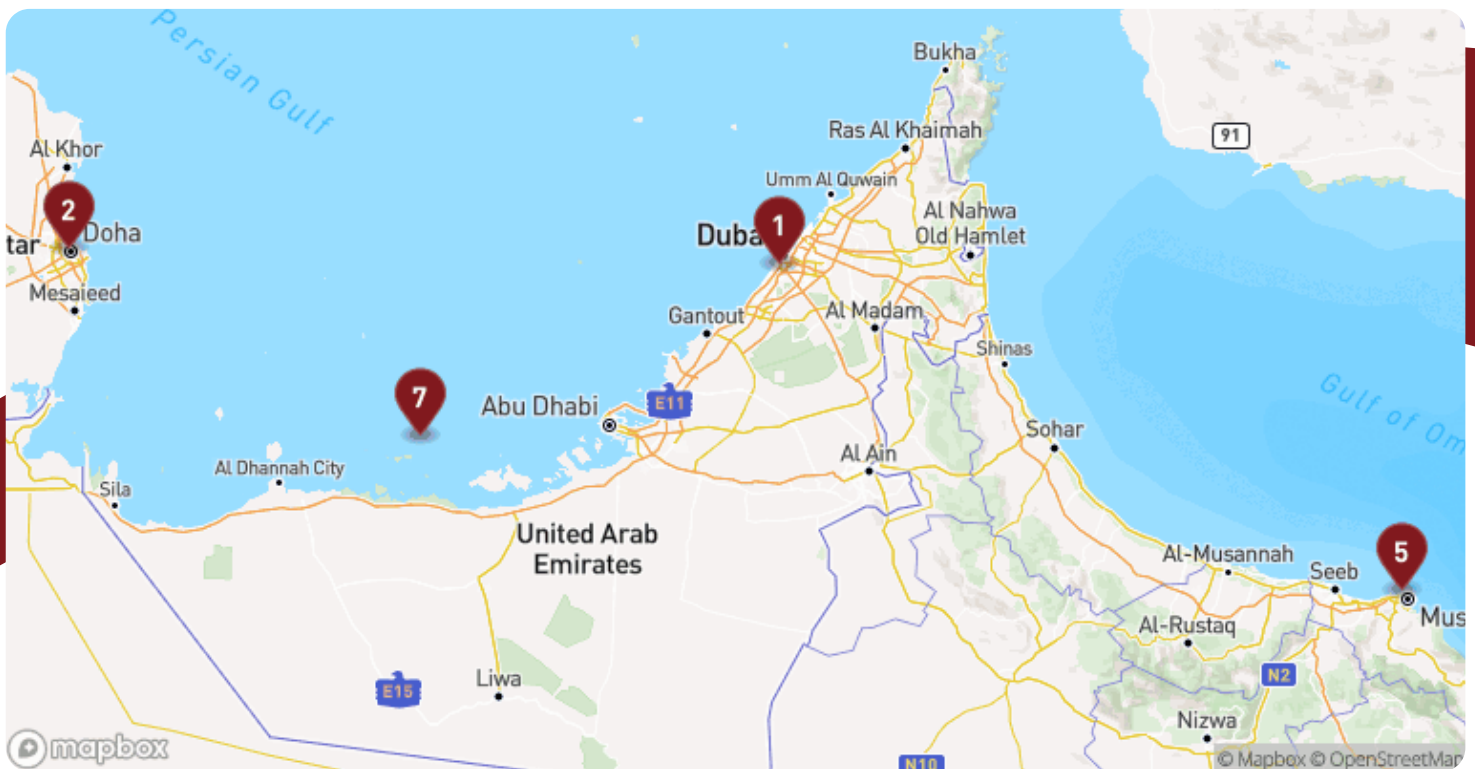 Persian Gulf
Bukha
Ras Al Khaimah
91
Al Khor
Umm Al Quwain
2
Doha
tar
1
Duba
Al Nahwa
Old Hamlet
Mesaieed
Gantout
Al Madam
Shinas
Gulf of Om
7
Abu Dhabi
E11
Sohar
Al Ain
Al Dhannah City
Sila
United Arab
Emirates
5
Al-Musannah
Seeb
Mus
Al-Rustaq
N2
Liwa
E15
Nizwa
N10
mapbox
© Mapbox © OpenStreetMap